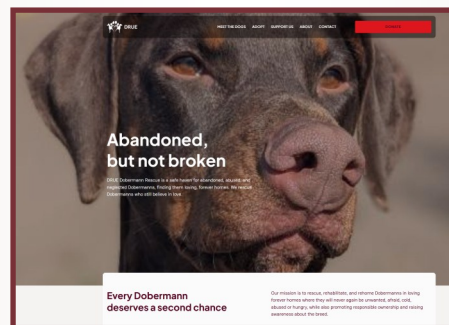 DRUE
MEET THE DOGS ADOPT SUPPORT US ABOUT CONTACT
Abandoned,
but not broken
DRUE Dobermann Rescue is a safe haven for abandoned, abused, and
neglected Dobermanns, finding them loving, forever homes. We rescue
Dobermanns who still believe in love.
Every Dobermann
deserves a second chance
Our mission is to rescue, rehabilitate, and rehome Dobermanns in loving
forever homes where they will never again be unwanted, afraid, cold,
abused or hungry, while also promoting responsible ownership and raising
awareness about the breed.